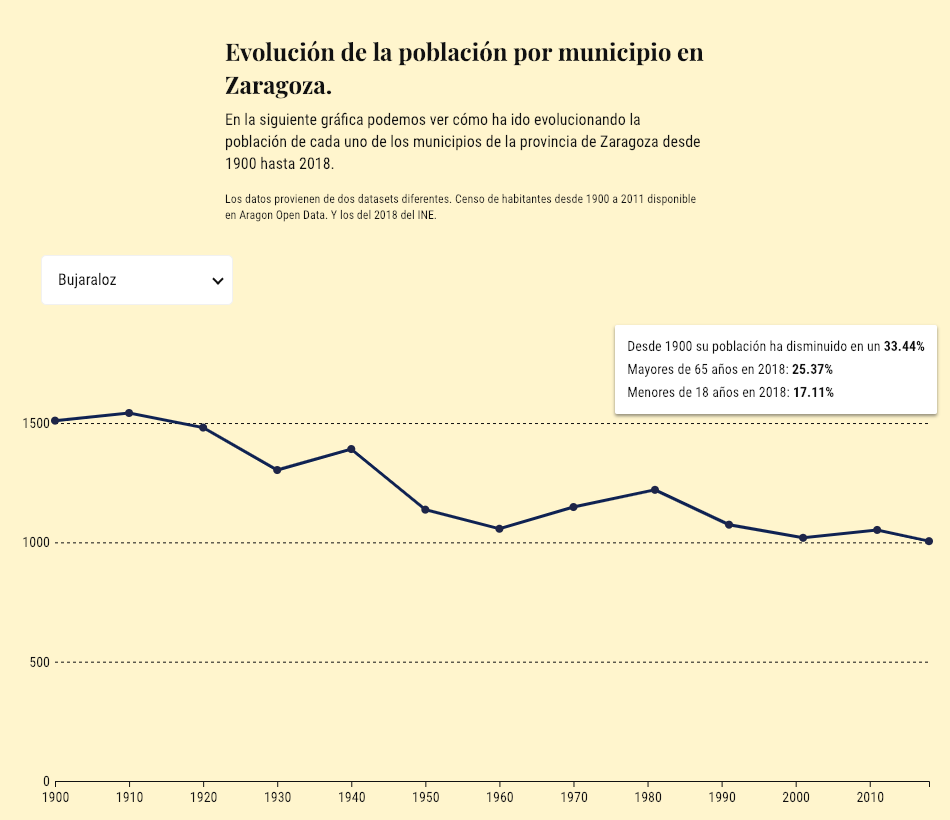 Evolución de la población por municipio en
Zaragoza.
En la siguiente gráfica podemos ver cómo ha ido evolucionando la
población de cada uno de los municipios de la provincia de Zaragoza desde
1900 hasta 2018.
Los datos provienen de dos datasets diferentes. Censo de habitantes desde 1900 a 2011 disponible
en Aragon Open Data. Y los del 2018 del INE.
Bujaraloz
Desde 1900 su población ha disminuido en un 33.44%
Mayores de 65 años en 2018: 25.37%
Menores de 18 años en 2018: 17.11%
1500
1000
500
0
1900 1910 1920 1930 1940 1950 1960 1970 1980 1990 2000 2010